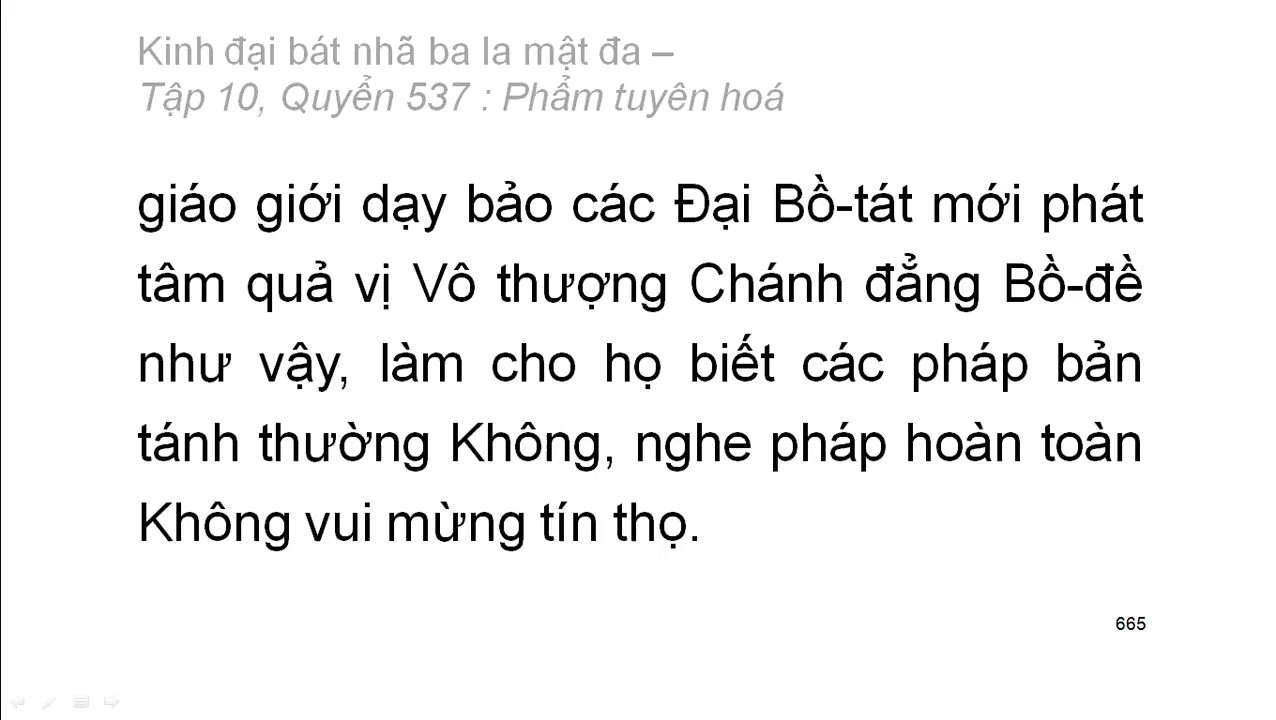 Kinh đại bát nhã ba la mật đa –
Tập 10, Quyển 537 : Phẩm tuyên hoá
giáo giới dạy bảo các Đại Bồ-tát mới phát
tâm quả vị Vô thượng Chánh đẳng Bồ-đề
như vậy, làm cho họ biết các pháp bản
tánh thường Không, nghe pháp hoàn toàn
Không vui mừng tín thọ.
665